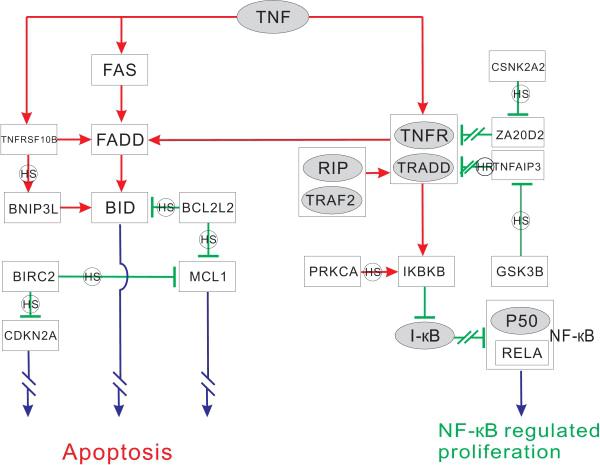 TNF
CSNK2A2
FAS
HS
TNFRSF10B
FADD
TNFR
ZA20D2
RIP
TRADD
HR
TNFAIP3
HS
TRAF2
BNIP3L
BID
HS
BCL2L2
HS
HS
BIRC2
HS
MCL1
PRKCA
HS
IKBKB
GSK3B
HS
CDKN2A
I-κB
P50
NF-κB
RELA
Apoptosis
NF-κB regulated
proliferation